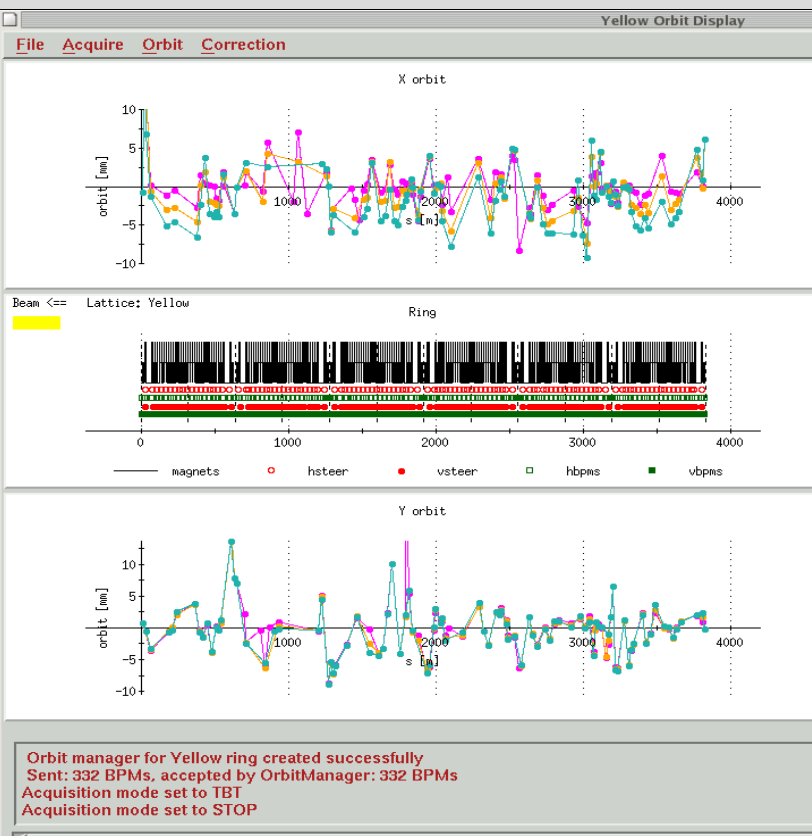 Yellow Orbit Display
File Acquire Orbit Correction
X orbit
10
5
orbit [mm]
-5
-10
1000 2000 3000 4000
s [m]
Beam <== Lattice: Yellow
Ring
0 1000 2000 3000 4000
magnets hsteer vsteer hbpms vbpms
Y orbit
10
5
orbit [mm]
-5
-10
1000 2000 3000 4000
s [m]
Orbit manager for Yellow ring created successfully
Sent: 332 BPMs, accepted by OrbitManager: 332 BPMs
Acquisition mode set to TBT
Acquisition mode set to STOP